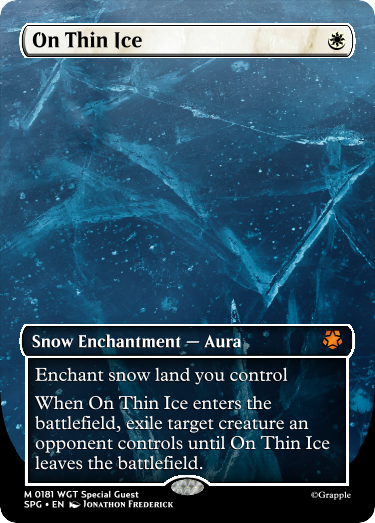 On Thin Ice
Snow Enchantment — Aura
Enchant snow land you control
When On Thin Ice enters the
battlefield, exile target creature an
opponent controls until On Thin Ice
leaves the battlefield.
M 0181 WGT Special Guest
SPG • EN Jonathon Frederick
©Grapple